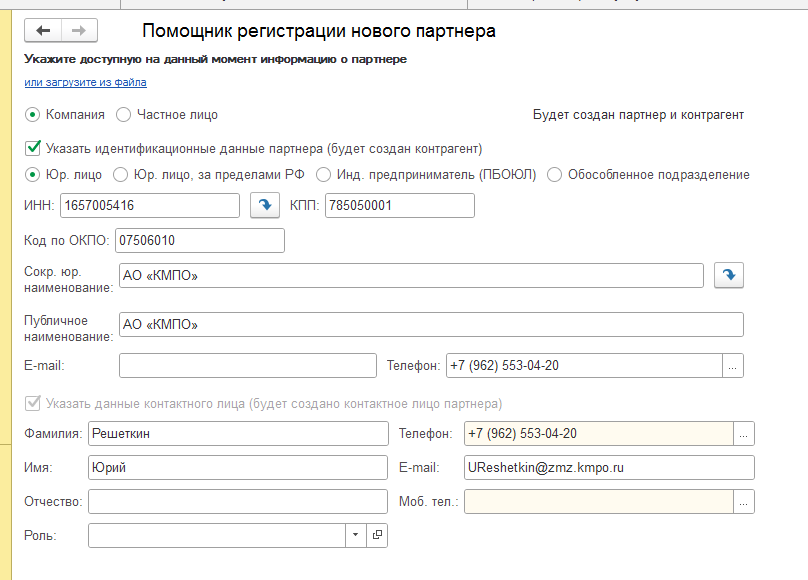 Помощник регистрации нового партнера
Укажите доступную на данный момент информацию о партнере
или загрузите из файла
Компания Частное лицо Будет создан партнер и контрагент
Указать идентификационные данные партнера (будет создан контрагент)
Юр. лицо Юр. лицо, за пределами РФ Инд. предприниматель (ПБОЮЛ) Обособленное подразделение
ИНН: 1657005416 КПП: 785050001
Код по ОКПО: 07506010
Сокр. юр.
наименование: АО «КМПО»
Публичное
наименование: АО «КМПО»
E-mail: Телефон: +7 (962) 553-04-20 ...
Указать данные контактного лица (будет создано контактное лицо партнера)
Фамилия: Решеткин Телефон: +7 (962) 553-04-20 ...
Имя: Юрий E-mail: UReshetkin@zmz.kmpo.ru
Отчество: Моб. тел.: ...
Роль: